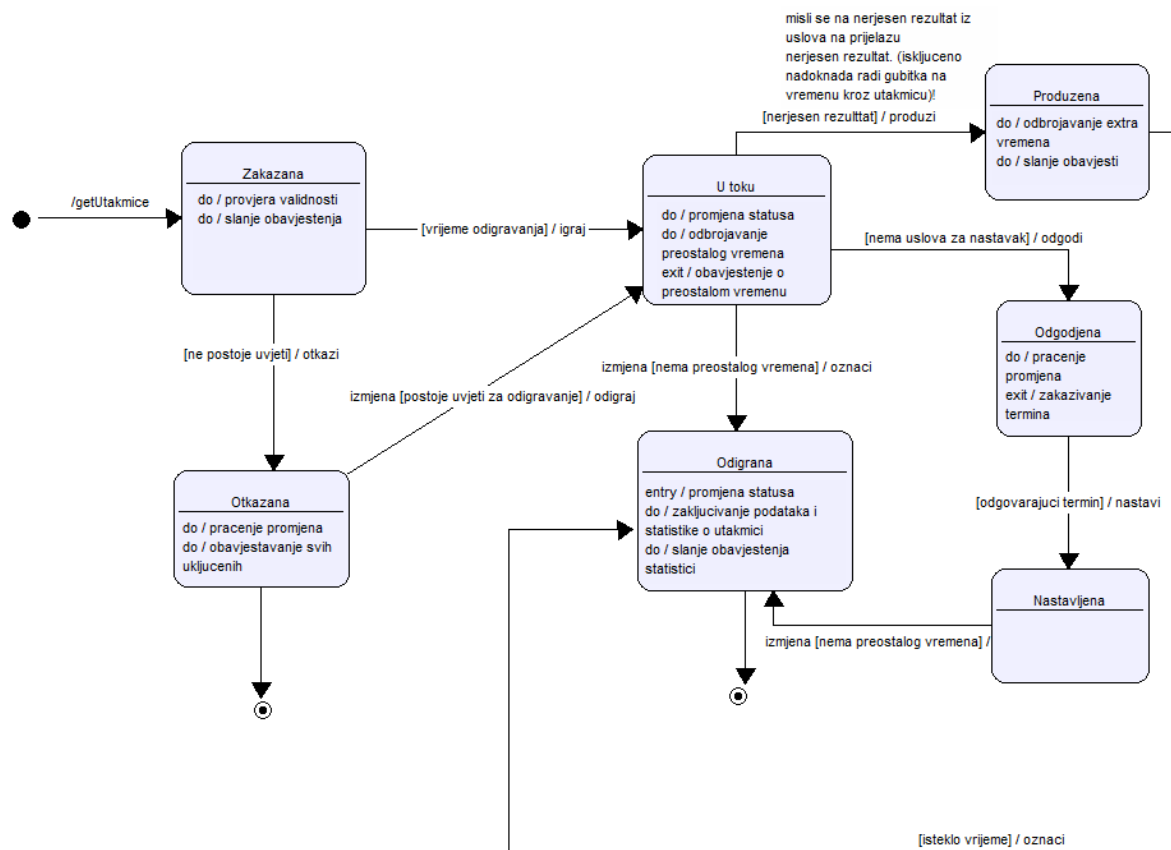 misli se na nerjesen rezultat iz
uslova na prijelazu
nerjesen rezultat. (iskljuceno
nadoknada radi gubitka na
vremenu kroz utakmicu)!
[nerjesen rezulttat] / produzi
Produzena
do / odbrojavanje extra
vremena
do / slanje obavjesti
/getUtakmice
Zakazana
do / provjera validnosti
do / slanje obavjestenja
[vrijeme odigravanja] / igraj
U toku
do / promjena statusa
do / odbrojavanje
preostalog vremena
exit / obavjestenje o
preostalom vremenu
[nema uslova za nastavak] / odgodi
Odgodjena
do / pracenje
promjena
exit / zakazivanje
termina
[ne postoje uvjeti] / otkazi
izmjena [postoje uvjeti za odigravanje] / odigraj
izmjena [nema preostalog vremena] / oznaci
Otkazana
do / pracenje promjena
do / obavjestavanje svih
ukljucenih
Odigrana
entry / promjena statusa
do / zakljucivanje podataka i
statistike o utakmici
do / slanje obavjestenja
statistici
[odgovarajuci termin] / nastavi
Nastavljena
izmjena [nema preostalog vremena] /
[isteklo vrijeme] / oznaci